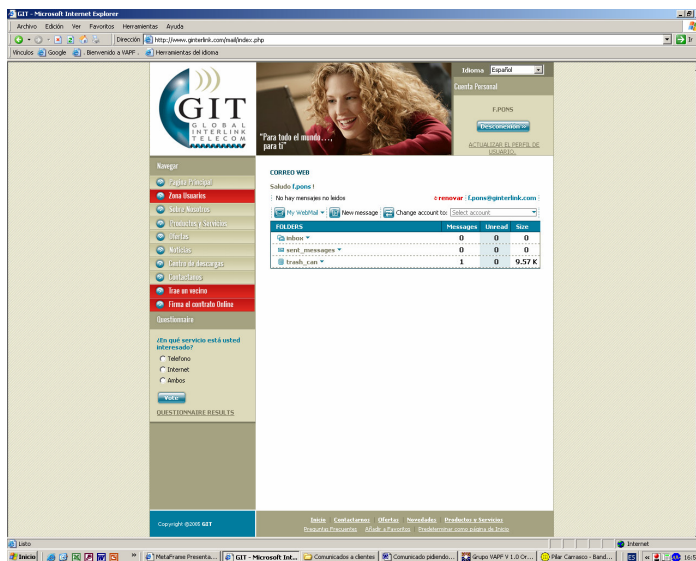 GIT - Microsoft Internet Explorer
Archivo Edición Ver Favoritos Herramientas Ayuda
Dirección http://www.ginterlink.com/mail/index.php Ir
Vínculos Google Bienvenido a VAPF . Herramientas del idioma
GIT
GLOBAL
INTERLINK
TELECOM
"Para todo el mundo...,
para ti"
Idioma Español
Cuenta Personal
F.PONS
Desconexión »
ACTUALIZAR EL PERFIL DE
USUARIO.
Navegar
Pagina Principal
Zona Usuarios
Sobre Nosotros
Productos y Servicios
Ofertas
Noticias
Centro de descargas
Contactanos
Trae un vecino
Firma el contrato Online
Questionnaire
¿En qué servicio está usted
interesado?
Telefono
Internet
Ambos
Vote
QUESTIONNAIRE RESULTS
CORREO WEB
Saludo f.pons !
No hay mensajes no leidos
renovar f.pons@ginterlink.com
My WebMail New message Change account to: Select account
FOLDERS Messages Unread Size
inbox 0 0 0
sent_messages 0 0 0
trash_can 1 0 9.57 K
Copyright @2005 GIT
Inicio Contactarnos Ofertas Novedades Productos y Servicios
Preguntas Frecuentes Añadir a Favoritos Predeterminar como página de Inicio
Listo Internet
Inicio MetaFrame Presenta... GIT - Microsoft Int... Comunicados a clientes Comunicado pidiendo... Grupo VAPF V 1.0 Or... Pilar Carrasco - Band... ES